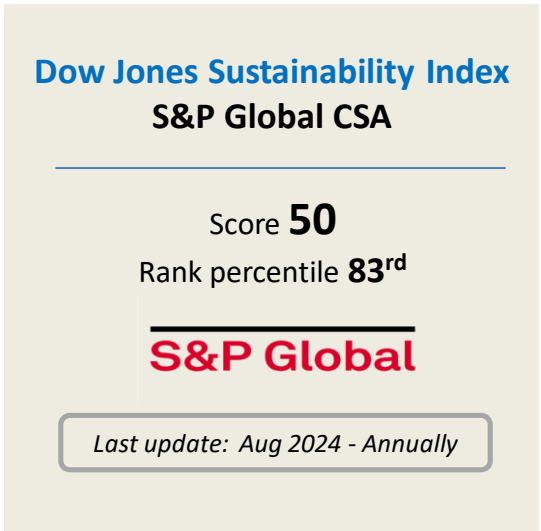 Dow Jones Sustainability Index
S&P Global CSA
Score 50
Rank percentile 83rd
S&P Global
Last update: Aug 2024 - Annually